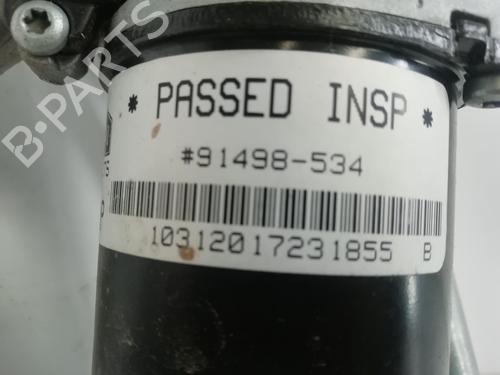 B-PARTS
* PASSED INSP *
#91498-534
10312017231855 B